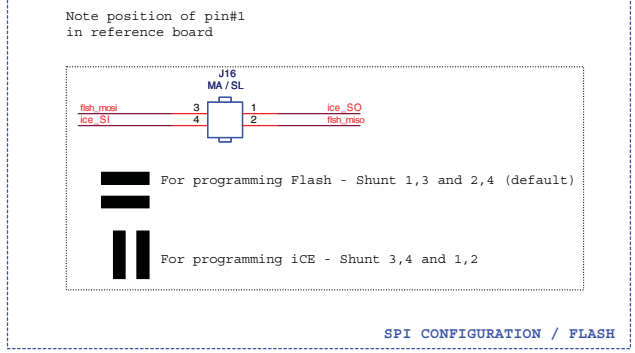 Note position of pin#1
in reference board
J16
MA / SL
flsh_mosi 3 1 ice_SO
ice_SI 4 2 flsh_miso
For programming Flash - Shunt 1,3 and 2,4 (default)
For programming iCE - Shunt 3,4 and 1,2
SPI CONFIGURATION / FLASH